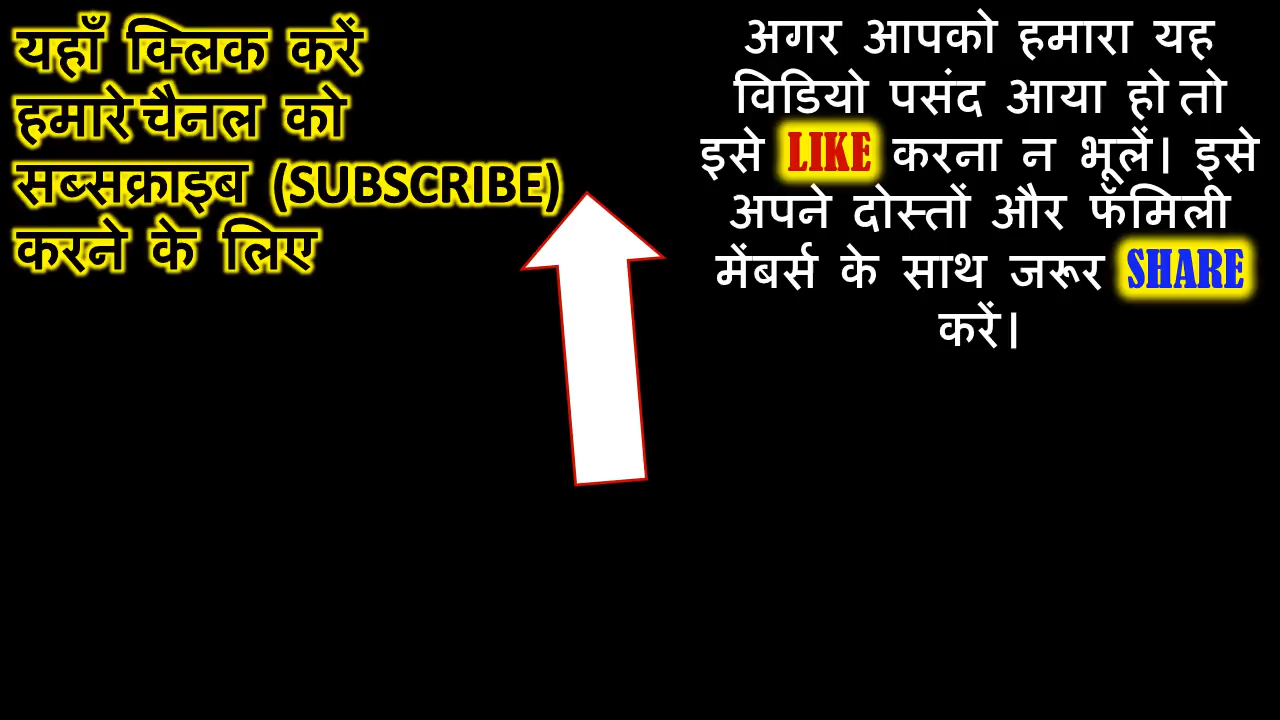 यहाँ क्लिक करें
हमारे चैनल को
सब्सक्राइब (SUBSCRIBE)
करने के लिए
अगर आपको हमारा यह
विडियो पसंद आया हो तो
इसे LIKE करना न भूलें। इसे
अपने दोस्तों और फॅमिली
मेंबर्स के साथ जरूर SHARE
करें।